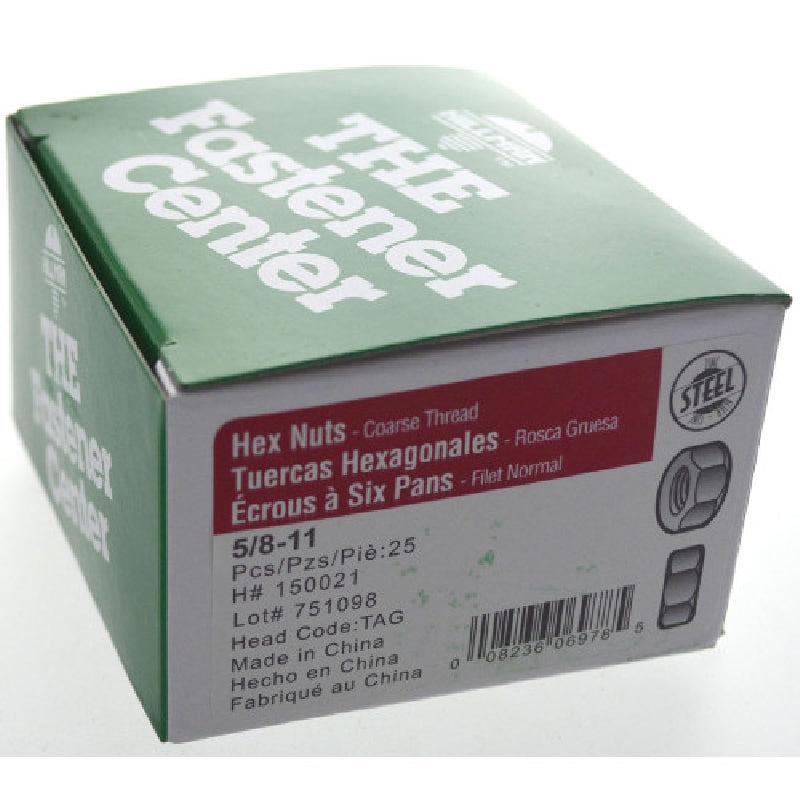 HILLMAN
THE
Fastener
Center
HILLMAN
THE
Fastener
Center
Hex Nuts - Coarse Thread
Tuercas Hexagonales - Rosca Gruesa
Écrous à Six Pans - Filet Normal
STEEL
5/8-11
Pcs/Pzs/Piè:25
H# 150021
Lot# 751098
Head Code:TAG
Made in China
Hecho en China
Fabriqué au China
0 08236 06978 5